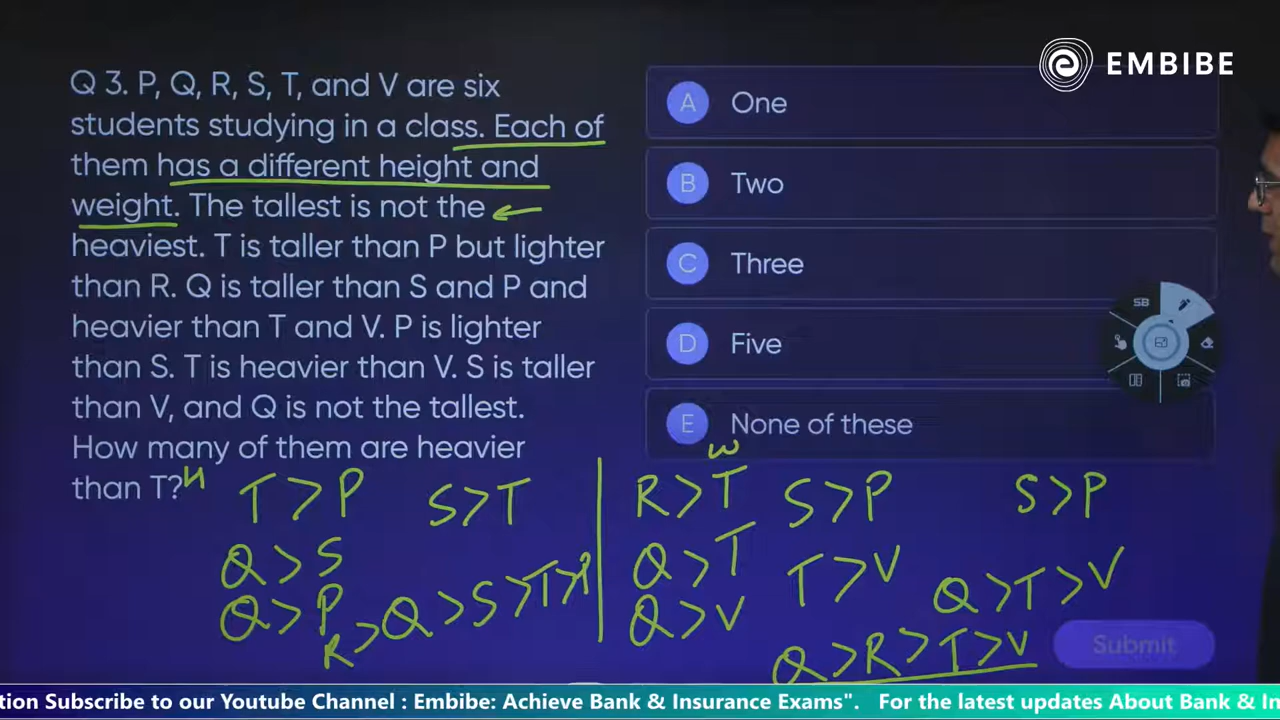 EMBIBE
Q 3. P, Q, R, S, T, and V are six
students studying in a class. Each of
them has a different height and
weight. The tallest is not the
heaviest. T is taller than P but lighter
than R. Q is taller than S and P and
heavier than T and V. P is lighter
than S. T is heavier than V. S is taller
than V, and Q is not the tallest.
How many of them are heavier
than T?
A One
B Two
C Three
D Five
E None of these
SB
H
T > P
S > T
Q > S
Q > P
R > Q > S > T > P
W
R > T
S > P
S > P
Q > T
T > V
Q > T > V
Q > V
Q > R > T > V
Submit
tion Subscribe to our Youtube Channel : Embibe: Achieve Bank & Insurance Exams". For the latest updates About Bank & In